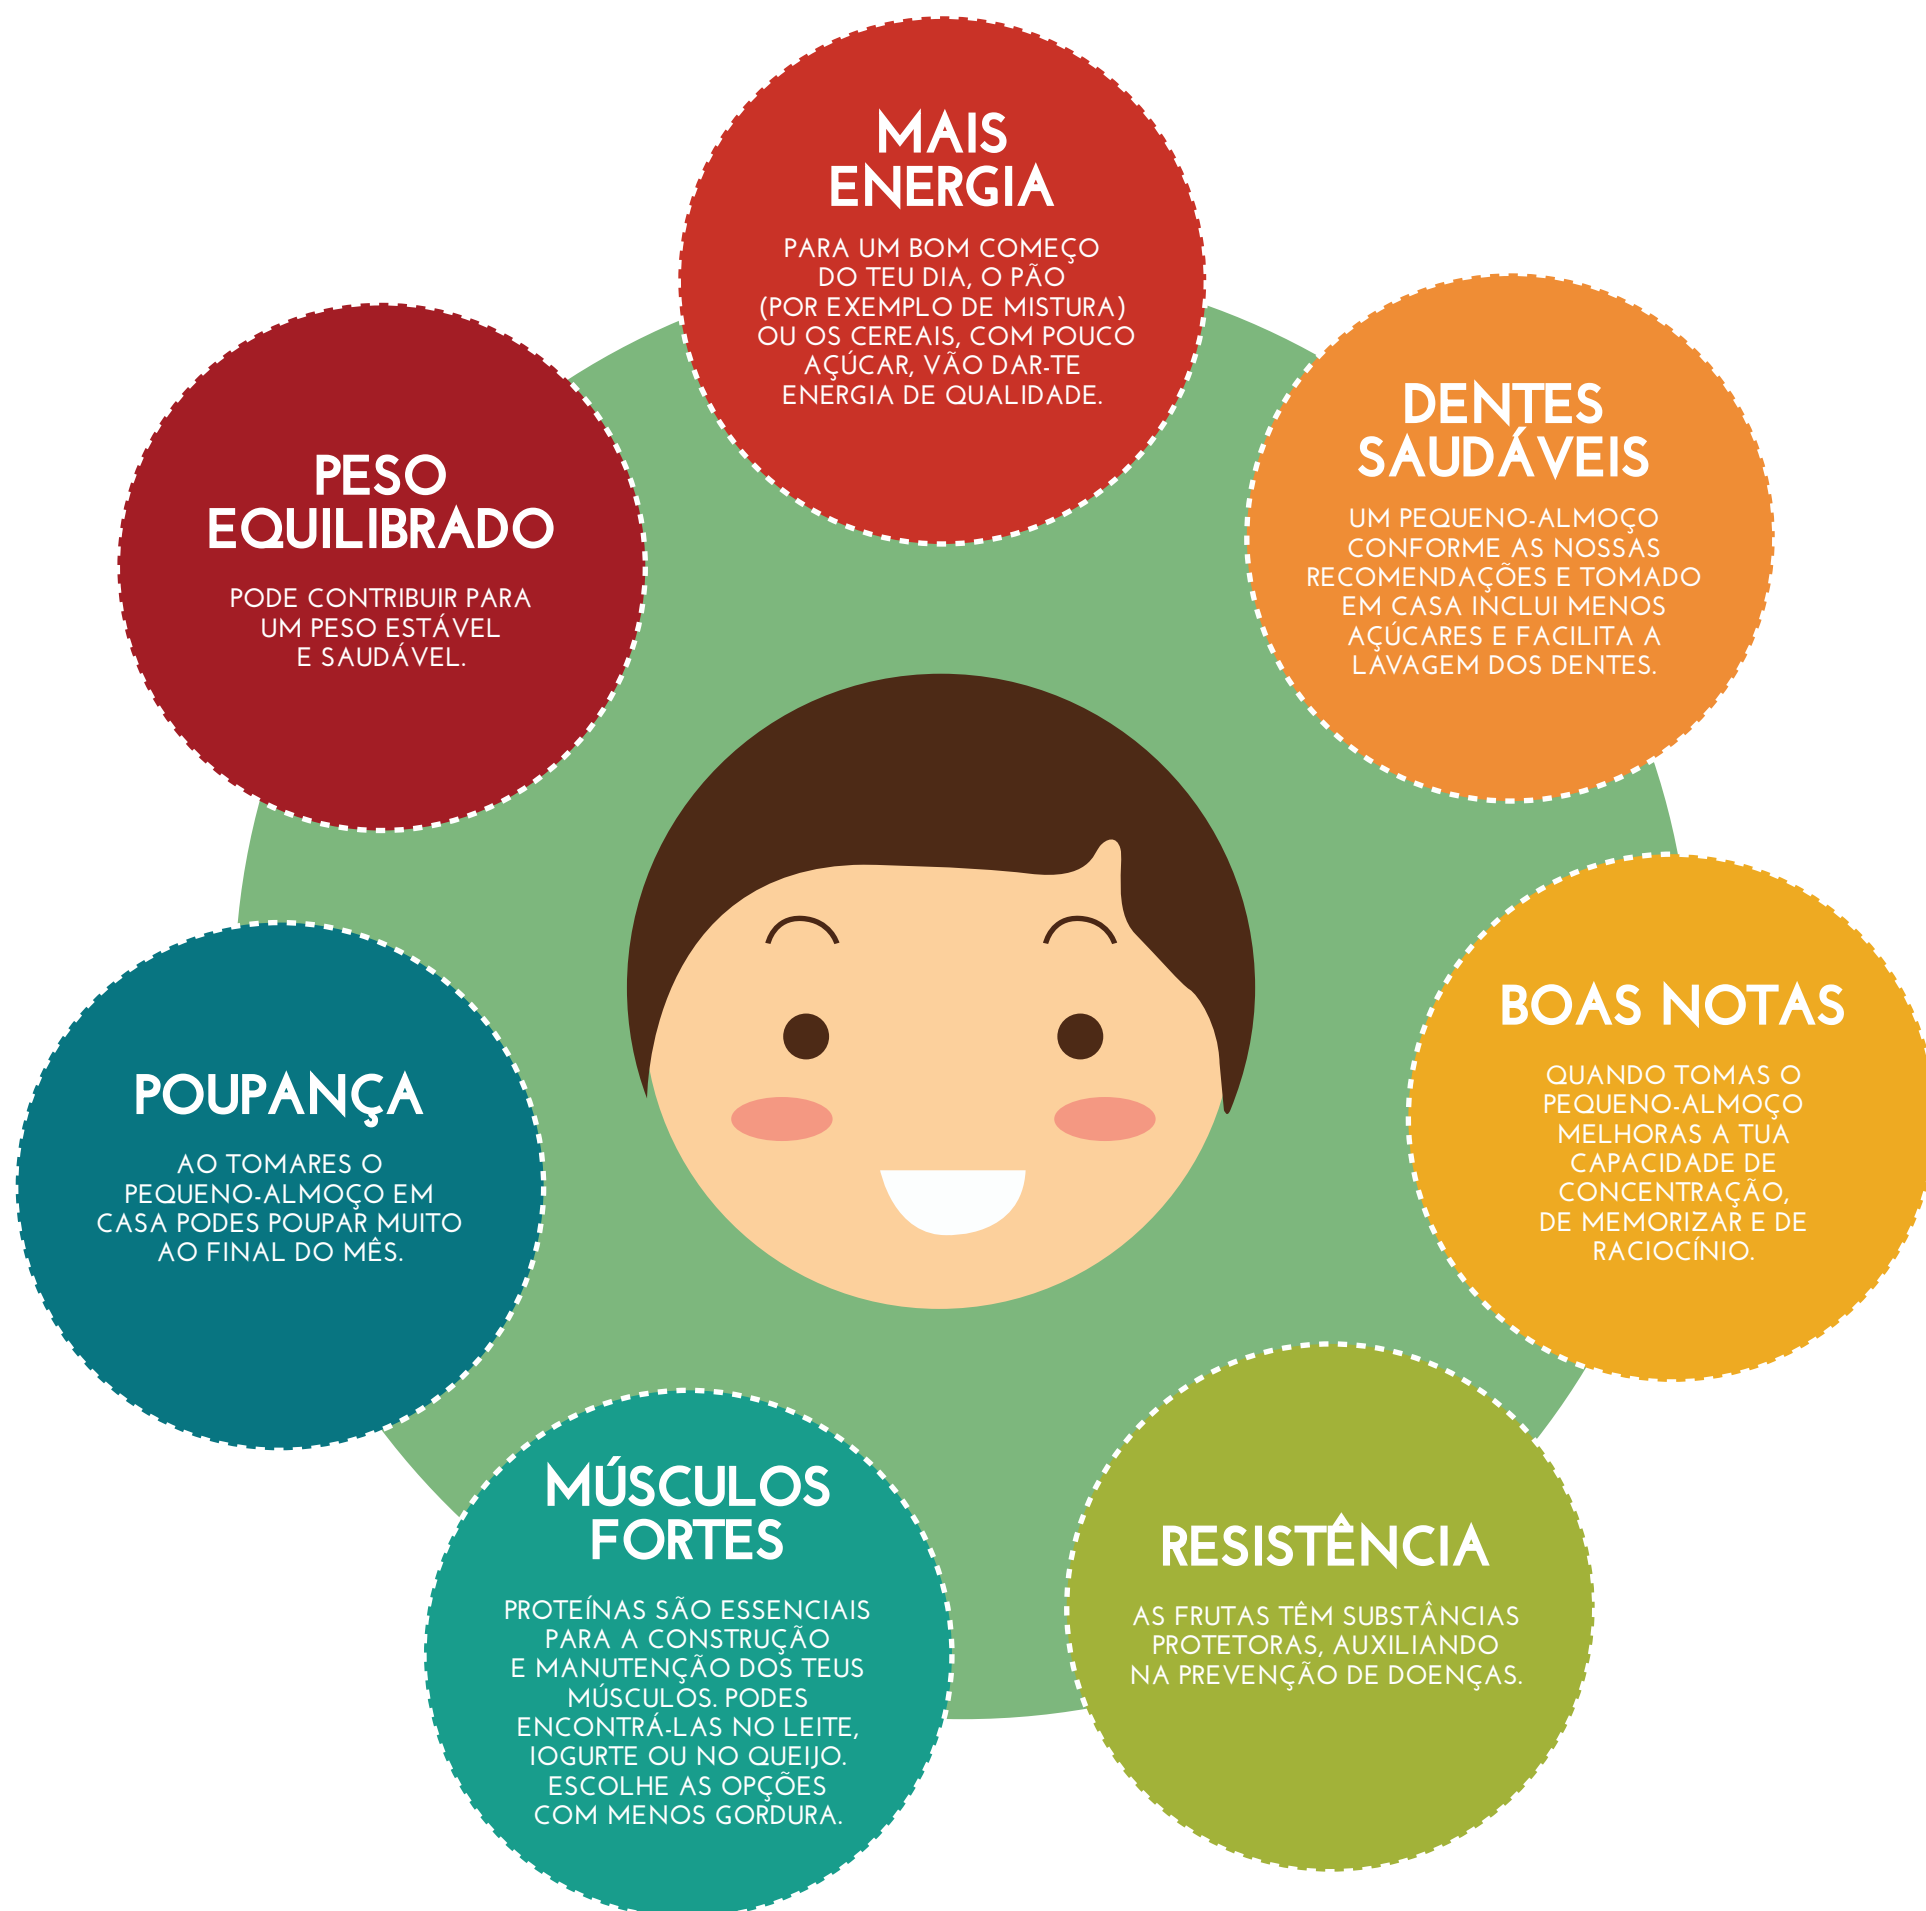 MAIS
ENERGIA
PARA UM BOM COMEÇO
DO TEU DIA, O PÃO
(POR EXEMPLO DE MISTURA)
OU OS CEREAIS, COM POUCO
AÇÚCAR, VÃO DAR-TE
ENERGIA DE QUALIDADE.
DENTES
SAUDÁVEIS
UM PEQUENO-ALMOÇO
CONFORME AS NOSSAS
RECOMENDAÇÕES E TOMADO
EM CASA INCLUI MENOS
AÇÚCARES E FACILITA A
LAVAGEM DOS DENTES.
BOAS NOTAS
QUANDO TOMAS O
PEQUENO-ALMOÇO
MELHORAS A TUA
CAPACIDADE DE
CONCENTRAÇÃO,
DE MEMORIZAR E DE
RACIOCÍNIO.
RESISTÊNCIA
AS FRUTAS TÊM SUBSTÂNCIAS
PROTETORAS, AUXILIANDO
NA PREVENÇÃO DE DOENÇAS.
MÚSCULOS
FORTES
PROTEÍNAS SÃO ESSENCIAIS
PARA A CONSTRUÇÃO
E MANUTENÇÃO DOS TEUS
MÚSCULOS. PODES
ENCONTRÁ-LAS NO LEITE,
IOGURTE OU NO QUEIJO.
ESCOLHE AS OPÇÕES
COM MENOS GORDURA.
POUPANÇA
AO TOMARES O
PEQUENO-ALMOÇO EM
CASA PODES POUPAR MUITO
AO FINAL DO MÊS.
PESO
EQUILIBRADO
PODE CONTRIBUIR PARA
UM PESO ESTÁVEL
E SAUDÁVEL.